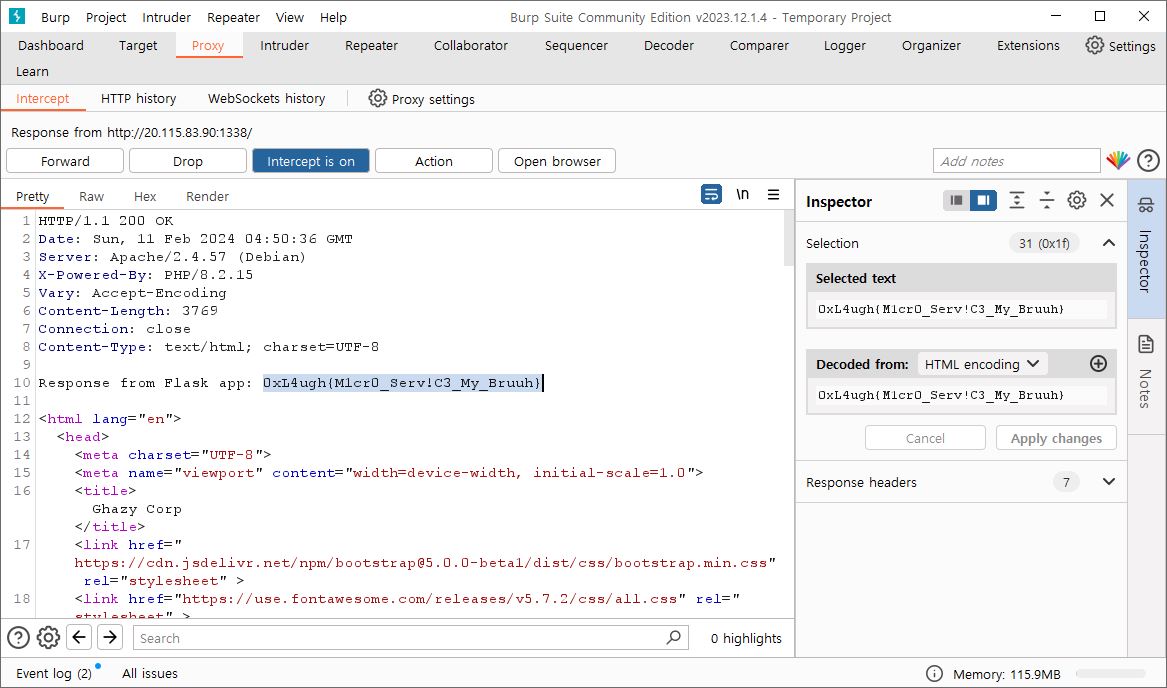 Burp Project Intruder Repeater View Help Burp Suite Community Edition v2023.12.1.4 - Temporary Project
Dashboard Target Proxy Intruder Repeater Collaborator Sequencer Decoder Comparer Logger Organizer Extensions Settings
Learn
Intercept HTTP history WebSockets history Proxy settings
Response from http://20.115.83.90:1338/
Forward Drop Intercept is on Action Open browser Add notes
Pretty Raw Hex Render \n
1 HTTP/1.1 200 OK
2 Date: Sun, 11 Feb 2024 04:50:36 GMT
3 Server: Apache/2.4.57 (Debian)
4 X-Powered-By: PHP/8.2.15
5 Vary: Accept-Encoding
6 Content-Length: 3769
7 Connection: close
8 Content-Type: text/html; charset=UTF-8
9
10 Response from Flask app: 0xL4ugh{M1cr0_Serv!C3_My_Bruuh}
11
12 <html lang="en">
13 <head>
14 <meta charset="UTF-8">
15 <meta name="viewport" content="width=device-width, initial-scale=1.0">
16 <title>
Ghazy Corp
</title>
17 <link href="
https://cdn.jsdelivr.net/npm/bootstrap@5.0.0-beta1/dist/css/bootstrap.min.css"
rel="stylesheet" >
18 <link href="https://use.fontawesome.com/releases/v5.7.2/css/all.css" rel="
stylesheet" >
Search 0 highlights
Inspector
Selection 31 (0x1f)
Selected text
0xL4ugh{M1cr0_Serv!C3_My_Bruuh}
Decoded from: HTML encoding
0xL4ugh{M1cr0_Serv!C3_My_Bruuh}
Cancel Apply changes
Response headers 7
Inspector
Notes
Event log (2) All issues Memory: 115.9MB